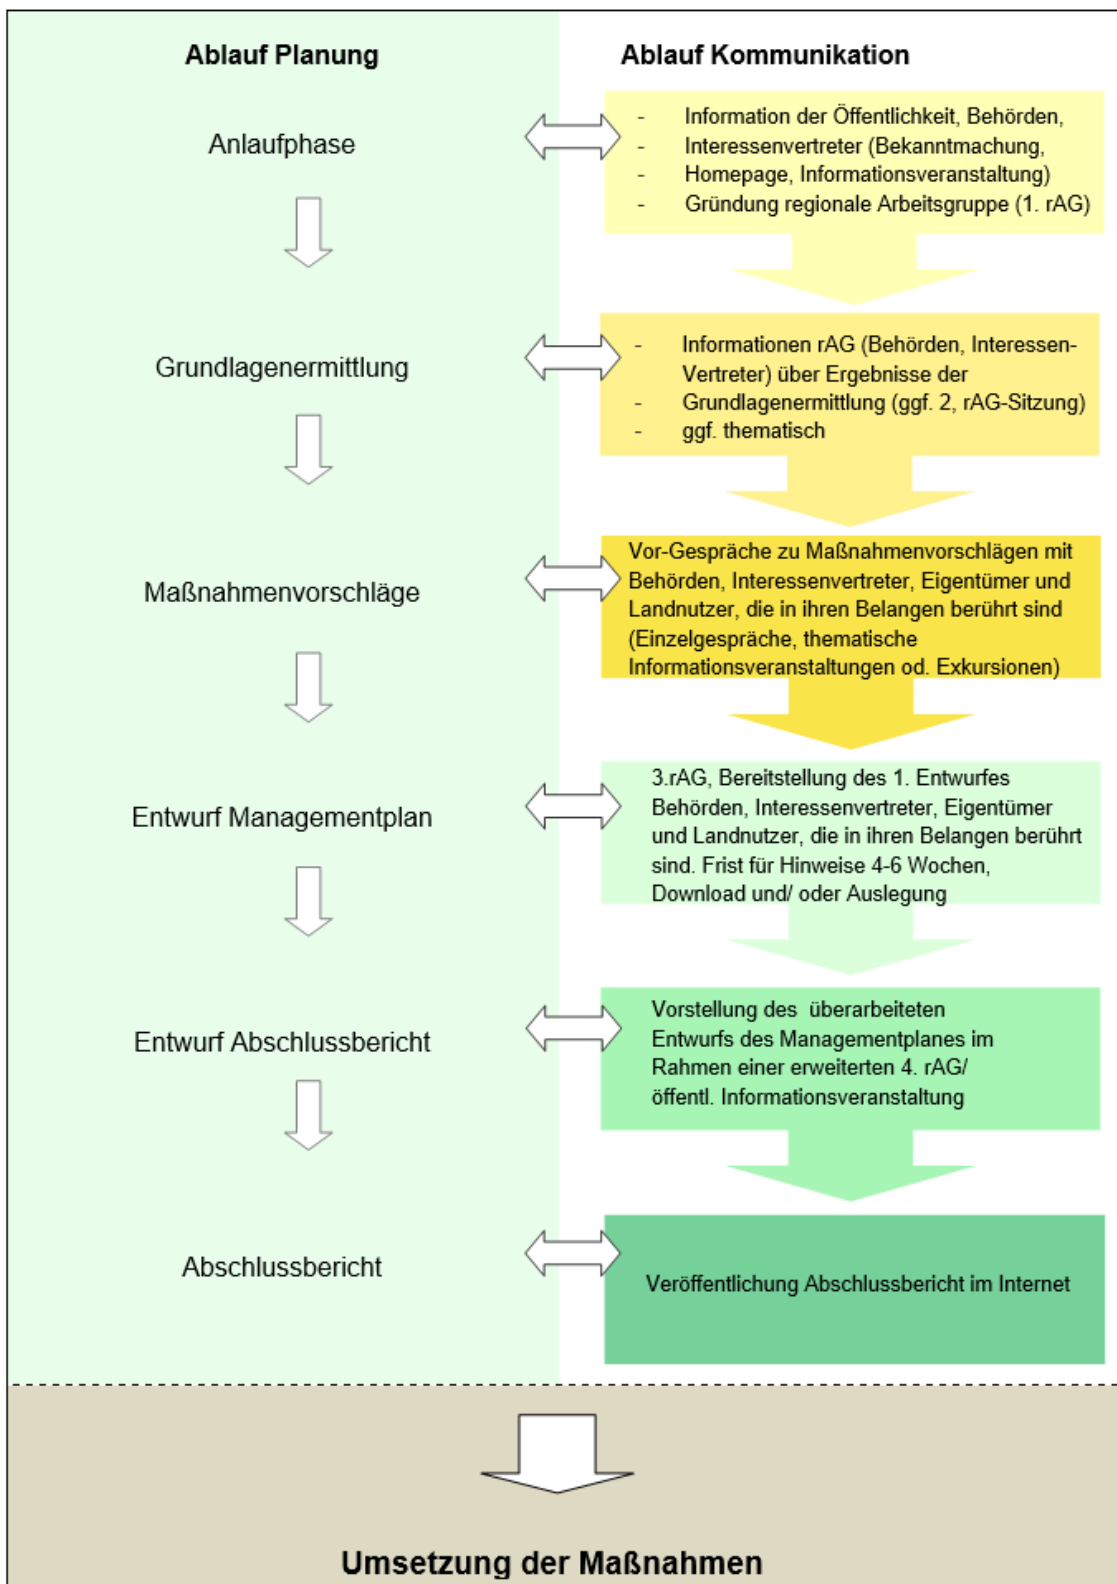 Ablauf Planung
Ablauf Kommunikation
Anlaufphase
- Information der Öffentlichkeit, Behörden,
- Interessenvertreter (Bekanntmachung,
- Homepage, Informationsveranstaltung)
- Gründung regionale Arbeitsgruppe (1. rAG)
Grundlagenermittlung
- Informationen rAG (Behörden, Interessen-
Vertreter) über Ergebnisse der
- Grundlagenermittlung (ggf. 2, rAG-Sitzung)
- ggf. thematisch
Maßnahmenvorschläge
Vor-Gespräche zu Maßnahmenvorschlägen mit
Behörden, Interessenvertreter, Eigentümer und
Landnutzer, die in ihren Belangen berührt sind
(Einzelgespräche, thematische
Informationsveranstaltungen od. Exkursionen)
Entwurf Managementplan
3.rAG, Bereitstellung des 1. Entwurfes
Behörden, Interessenvertreter, Eigentümer
und Landnutzer, die in ihren Belangen berührt
sind. Frist für Hinweise 4-6 Wochen,
Download und/ oder Auslegung
Entwurf Abschlussbericht
Vorstellung des überarbeiteten
Entwurfs des Managementplanes im
Rahmen einer erweiterten 4. rAG/
öffentl. Informationsveranstaltung
Abschlussbericht
Veröffentlichung Abschlussbericht im Internet
Umsetzung der Maßnahmen